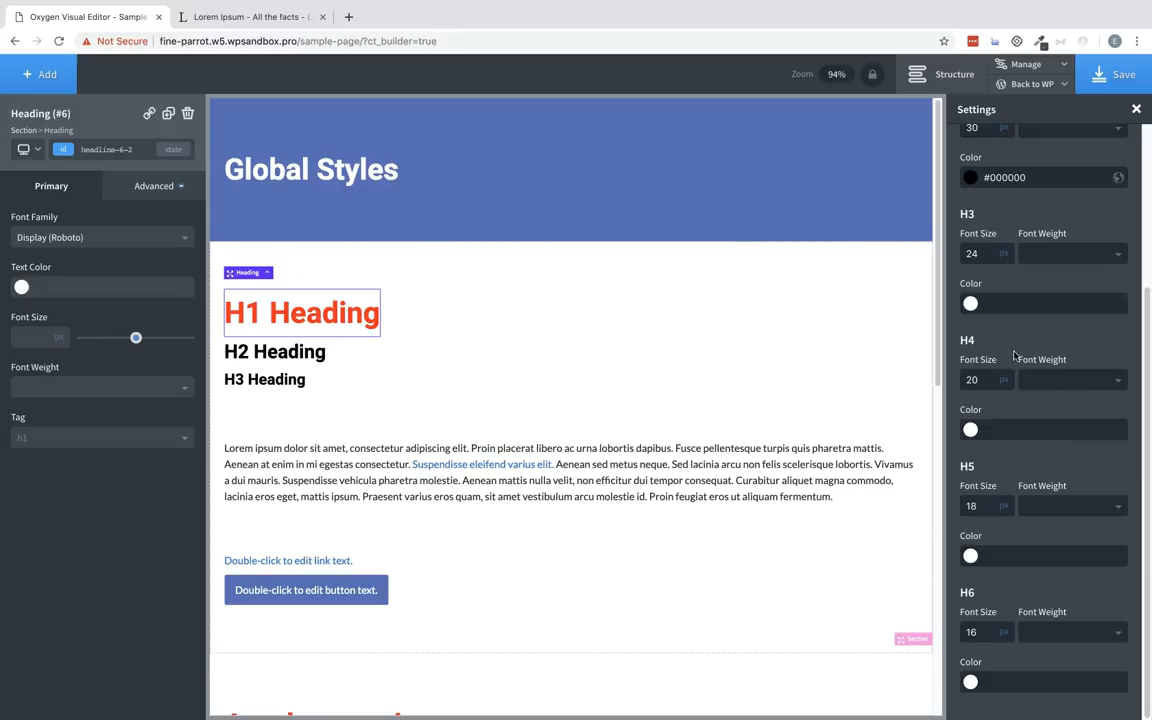 Oxygen Visual Editor - Sample
Lorem Ipsum - All the facts - L
Not Secure fine-parrot.w5.wpsandbox.pro/sample-page/?ct_builder=true
E
+ Add
Zoom 94%
Structure
Manage
Back to WP
Save
Heading (#6)
Section > Heading
id headline-6-2 state
Primary Advanced
Font Family
Display (Roboto)
Text Color
Font Size
px
Font Weight
Tag
h1
Global Styles
Heading
H1 Heading
H2 Heading
H3 Heading
Lorem ipsum dolor sit amet, consectetur adipiscing elit. Proin placerat libero ac urna lobortis dapibus. Fusce pellentesque turpis quis pharetra mattis.
Aenean at enim in mi egestas consectetur. Suspendisse eleifend varius elit. Aenean sed metus neque. Sed lacinia arcu non felis scelerisque lobortis. Vivamus
a dui mauris. Suspendisse vehicula pharetra molestie. Aenean mattis nulla velit, non efficitur dui tempor consequat. Curabitur aliquet magna commodo,
lacinia eros eget, mattis ipsum. Praesent varius eros quam, sit amet vestibulum arcu molestie id. Proin feugiat eros ut aliquam fermentum.
Double-click to edit link text.
Double-click to edit button text.
Section
Settings
30 px
Color
#000000
H3
Font Size Font Weight
24 px
Color
H4
Font Size Font Weight
20 px
Color
H5
Font Size Font Weight
18 px
Color
H6
Font Size Font Weight
16 px
Color